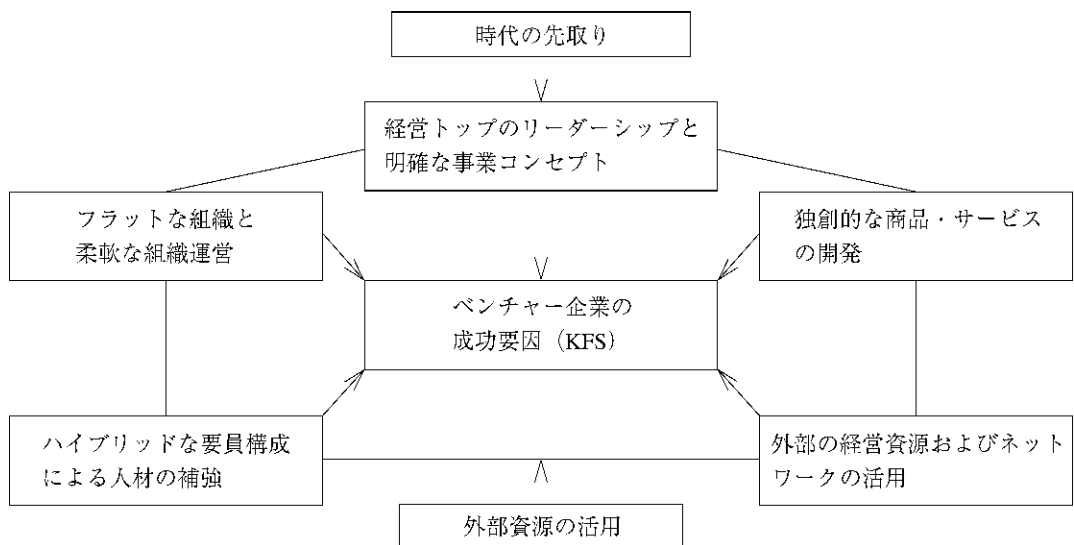 時代の先取り
経営トップのリーダーシップと
明確な事業コンセプト
フラットな組織と
柔軟な組織運営
独創的な商品・サービス
の開発
ベンチャー企業の
成功要因（KFS）
ハイブリッドな要員構成
による人材の補強
外部の経営資源およびネット
ワークの活用
外部資源の活用